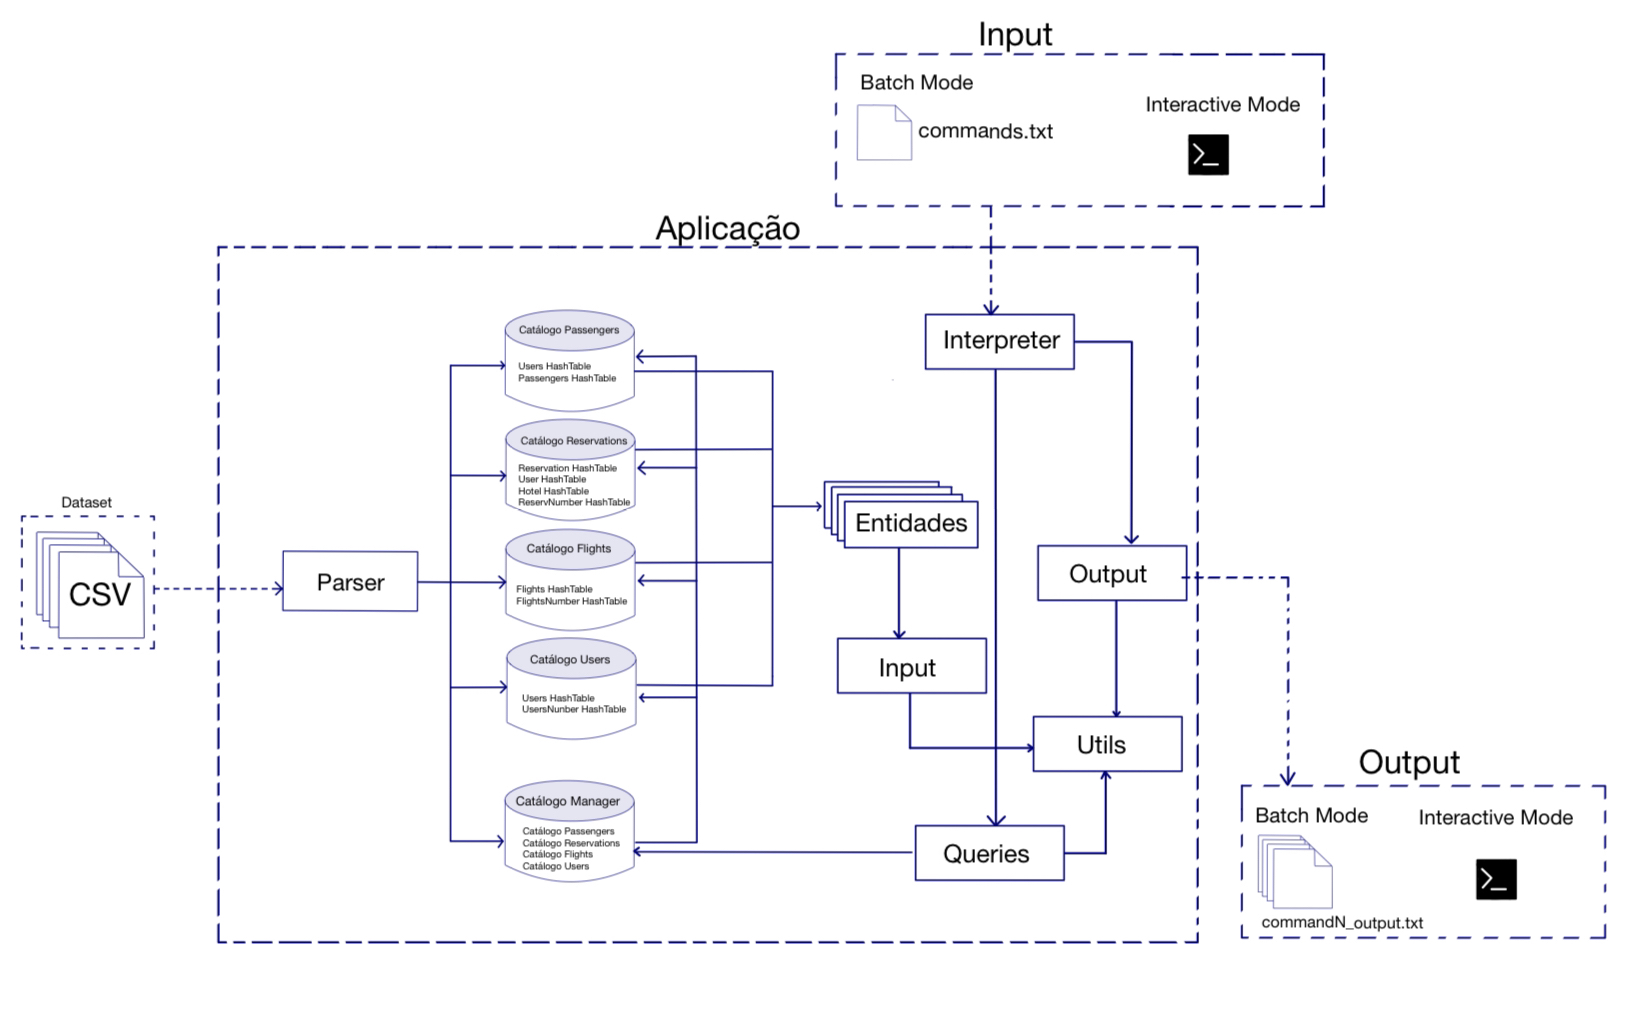 Input
Batch Mode
commands.txt
Interactive Mode
>_
Aplicação
Catálogo Passengers
Users HashTable
Passengers HashTable
Catálogo Reservations
Reservation HashTable
User HashTable
Hotel HashTable
ReservNumber HashTable
Catálogo Flights
Flights HashTable
FlightsNumber HashTable
Catálogo Users
Users HashTable
UsersNunber HashTable
Catálogo Manager
Catálogo Passengers
Catálogo Reservations
Catálogo Flights
Catálogo Users
Dataset
CSV
Parser
Entidades
Input
Interpreter
Output
Utils
Queries
Output
Batch Mode
commandN_output.txt
Interactive Mode
>_